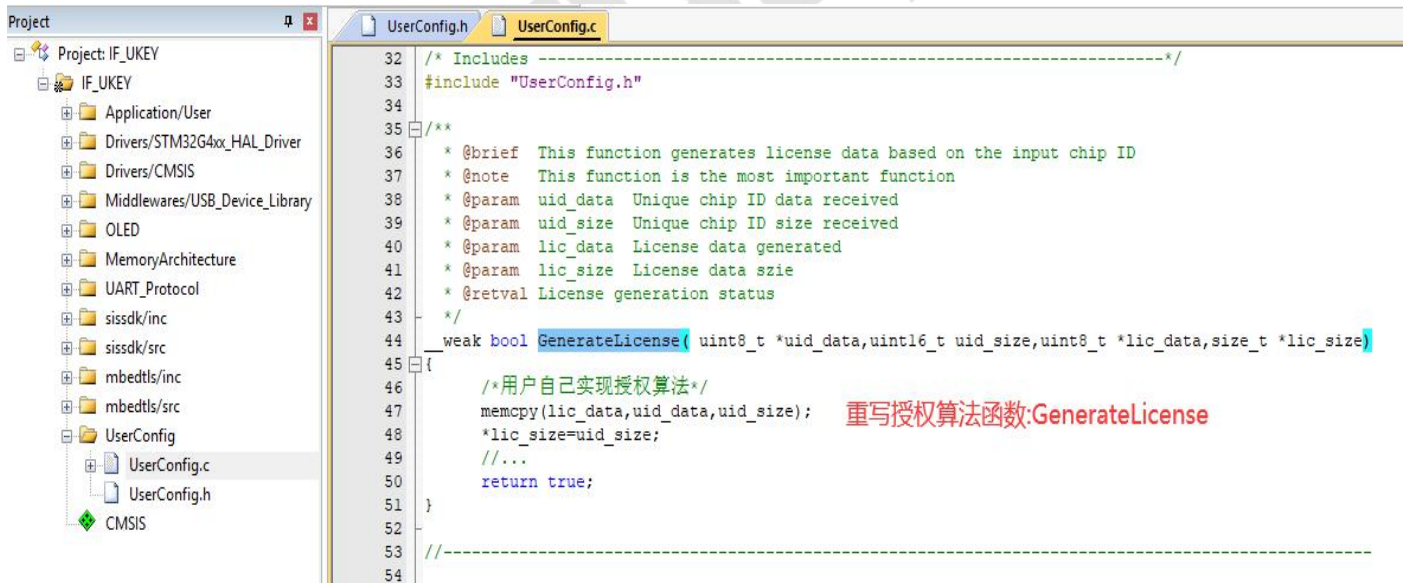 Project
Project: IF_UKEY
IF_UKEY
Application/User
Drivers/STM32G4xx_HAL_Driver
Drivers/CMSIS
Middlewares/USB_Device_Library
OLED
MemoryArchitecture
UART_Protocol
sissdk/inc
sissdk/src
mbedtls/inc
mbedtls/src
UserConfig
UserConfig.c
UserConfig.h
CMSIS
UserConfig.h UserConfig.c
32 /* Includes ------------------------------------------------------------------*/
33 #include "UserConfig.h"
34
35 /**
36 * @brief This function generates license data based on the input chip ID
37 * @note This function is the most important function
38 * @param uid_data Unique chip ID data received
39 * @param uid_size Unique chip ID size received
40 * @param lic_data License data generated
41 * @param lic_size License data szie
42 * @retval License generation status
43 */
44 __weak bool GenerateLicense( uint8_t *uid_data,uint16_t uid_size,uint8_t *lic_data,size_t *lic_size)
45 {
46 /*用户自己实现授权算法*/
47 memcpy(lic_data,uid_data,uid_size); 重写授权算法函数:GenerateLicense
48 *lic_size=uid_size;
49 //...
50 return true;
51 }
52
53 //--------------------------------------------------------------------------------------------------
54